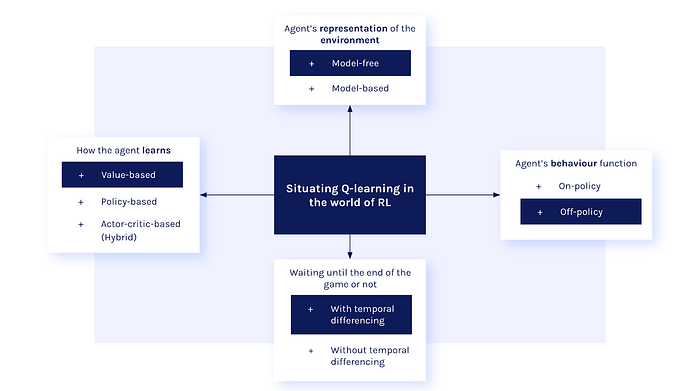 Agent's representation of the
environment
+ Model-free
+ Model-based
How the agent learns
+ Value-based
+ Policy-based
+ Actor-critic-based
(Hybrid)
Situating Q-learning in
the world of RL
Agent's behaviour function
+ On-policy
+ Off-policy
Waiting until the end of the
game or not
+ With temporal
differencing
+ Without temporal
differencing